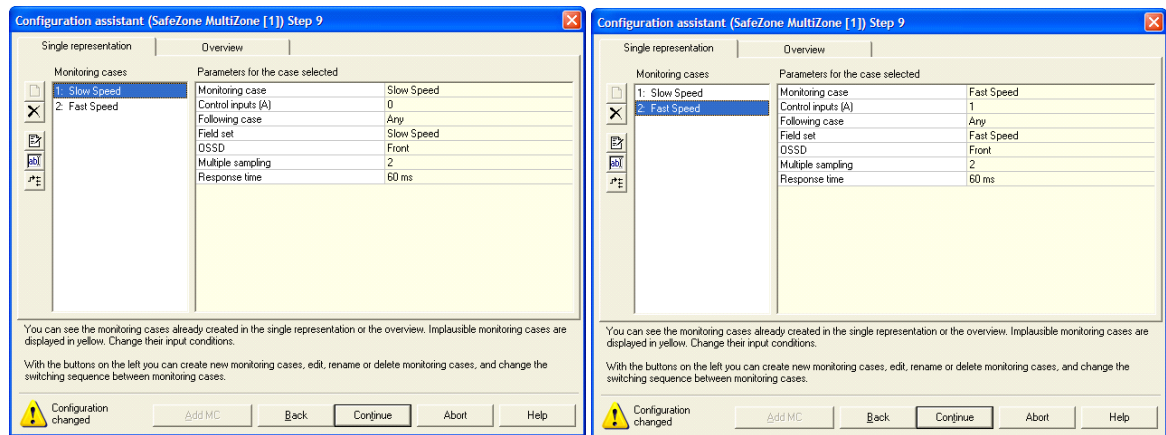 Configuration assistant (SafeZone MultiZone [1]) Step 9
Single representation
Overview
Monitoring cases
Parameters for the case selected
1: Slow Speed
2: Fast Speed
Monitoring case Slow Speed
Control inputs (A) 0
Following case Any
Field set Slow Speed
OSSD Front
Multiple sampling 2
Response time 60 ms
You can see the monitoring cases already created in the single representation or the overview. Implausible monitoring cases are
displayed in yellow. Change their input conditions.
With the buttons on the left you can create new monitoring cases, edit, rename or delete monitoring cases, and change the
switching sequence between monitoring cases.
Configuration
changed
Add MC
Back
Continue
Abort
Help
Configuration assistant (SafeZone MultiZone [1]) Step 9
Single representation
Overview
Monitoring cases
Parameters for the case selected
1: Slow Speed
2: Fast Speed
Monitoring case Fast Speed
Control inputs (A) 1
Following case Any
Field set Fast Speed
OSSD Front
Multiple sampling 2
Response time 60 ms
You can see the monitoring cases already created in the single representation or the overview. Implausible monitoring cases are
displayed in yellow. Change their input conditions.
With the buttons on the left you can create new monitoring cases, edit, rename or delete monitoring cases, and change the
switching sequence between monitoring cases.
Configuration
changed
Add MC
Back
Continue
Abort
Help